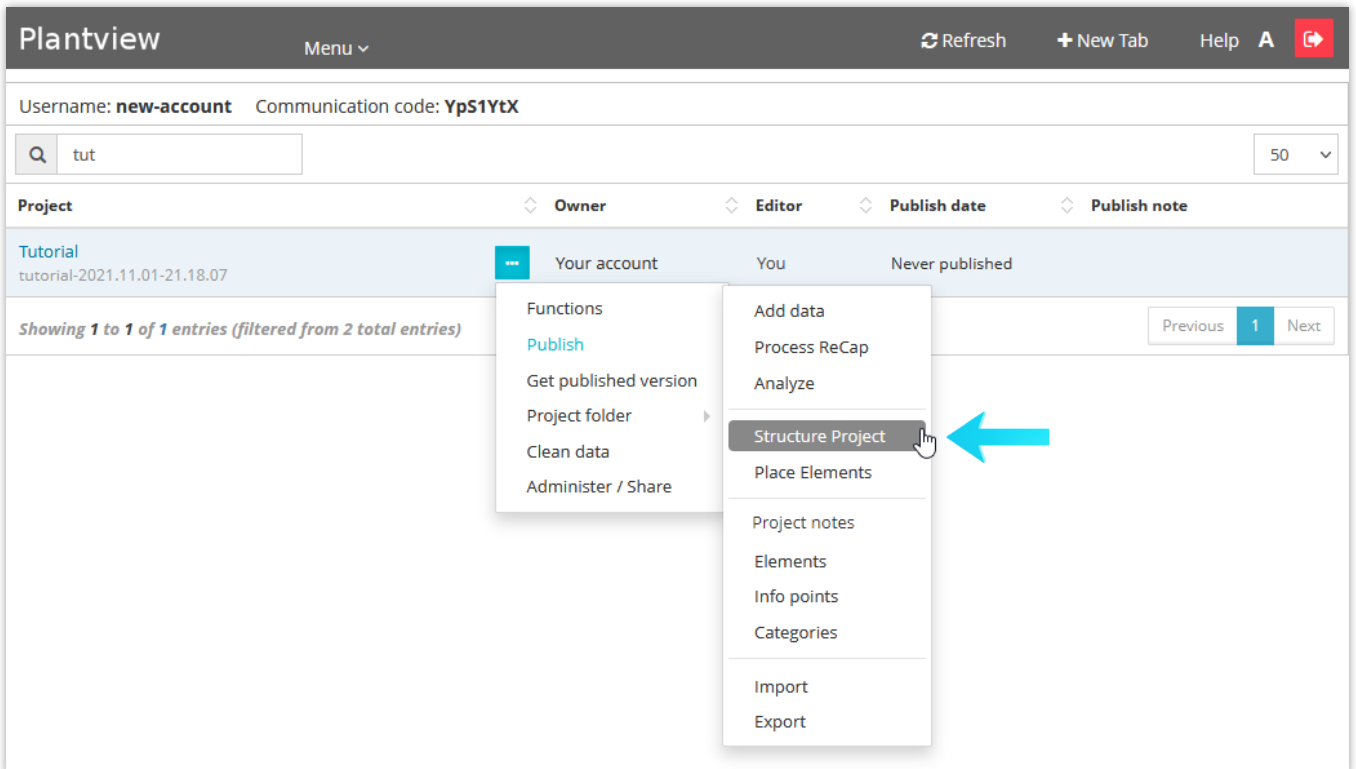 Plantview Menu Refresh New Tab Help A
Username: new-account Communication code: YpS1YtX
tut 50
Project Owner Editor Publish date Publish note
Tutorial
tutorial-2021.11.01-21.18.07
Your account You Never published
Showing 1 to 1 of 1 entries (filtered from 2 total entries)
Previous 1 Next
Functions
Publish
Get published version
Project folder
Clean data
Administer / Share
Add data
Process ReCap
Analyze
Structure Project
Place Elements
Project notes
Elements
Info points
Categories
Import
Export